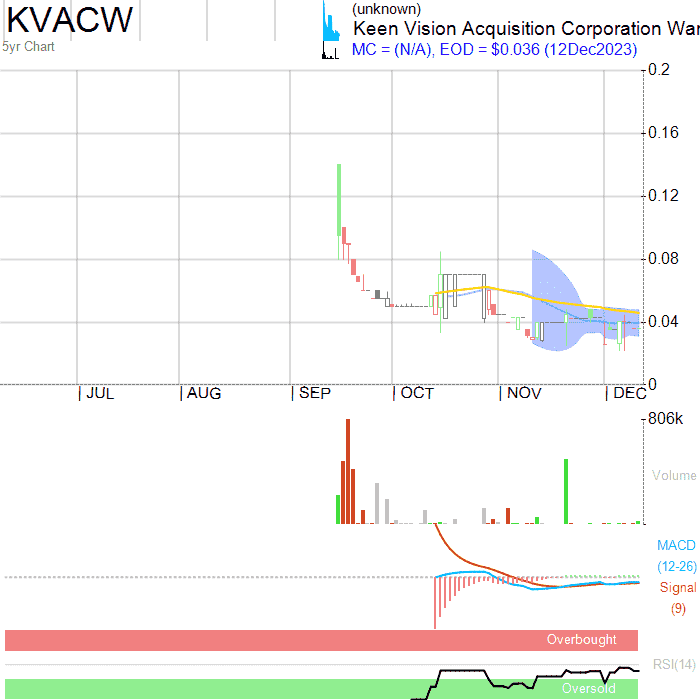 KVACW
5yr Chart
(unknown)
Keen Vision Acquisition Corporation War
MC = (N/A), EOD = $0.036 (12Dec2023)
0.2
0.16
0.12
0.08
0.04
0
JUL
AUG
SEP
OCT
NOV
DEC
806k
Volume
MACD
(12-26)
Signal
(9)
Overbought
RSI(14)
Oversold